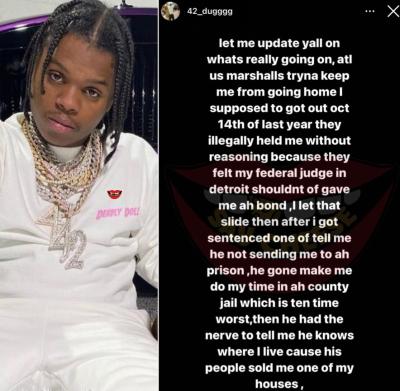 42_dugggg
let me update yall on
whats really going on, atl
us marshalls tryna keep
me from going home I
supposed to got out oct
14th of last year they
illegally held me without
reasoning because they
felt my federal judge in
detroit shouldnt of gave
me ah bond ,I let that
slide then after i got
sentenced one of tell me
he not sending me to ah
prison ,he gone make me
do my time in ah county
jail which is ten time
worst,then he had the
nerve to tell me he knows
where I live cause his
people sold me one of my
houses ,
DEADLY DOLL
42